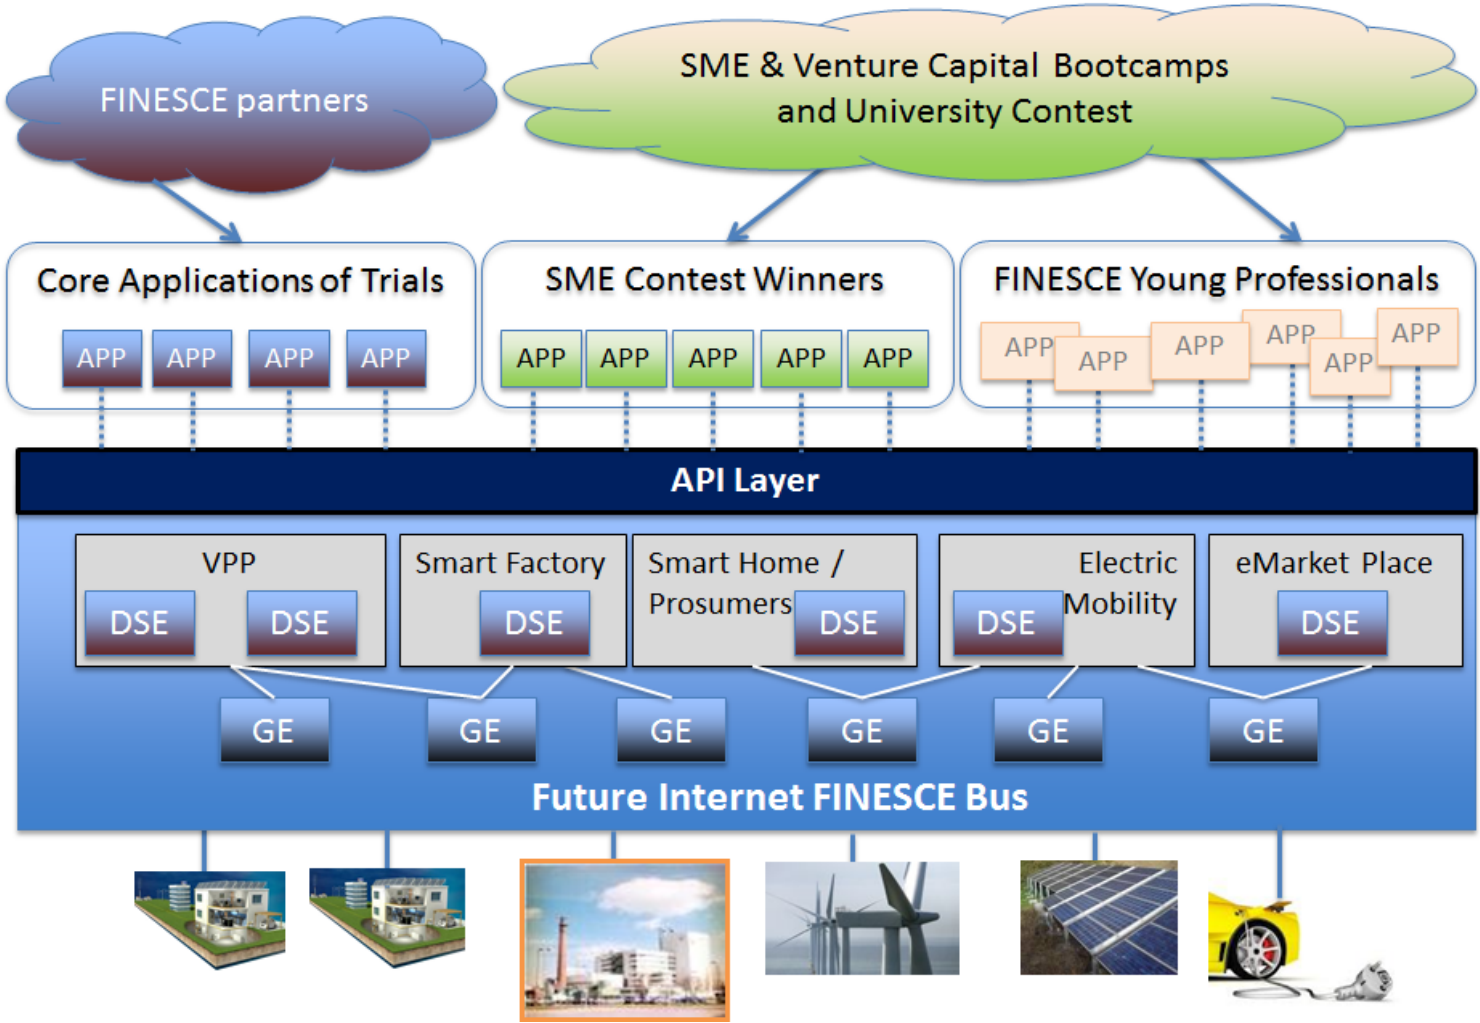 FINESCE partners
SME & Venture Capital Bootcamps
and University Contest
Core Applications of Trials
APP APP APP APP
SME Contest Winners
APP APP APP APP APP
FINESCE Young Professionals
APP APP APP APP APP APP
API Layer
VPP
DSE DSE
Smart Factory
DSE
Smart Home /
Prosumers
DSE
Electric
Mobility
DSE
eMarket Place
DSE
GE GE GE GE GE GE
Future Internet FINESCE Bus